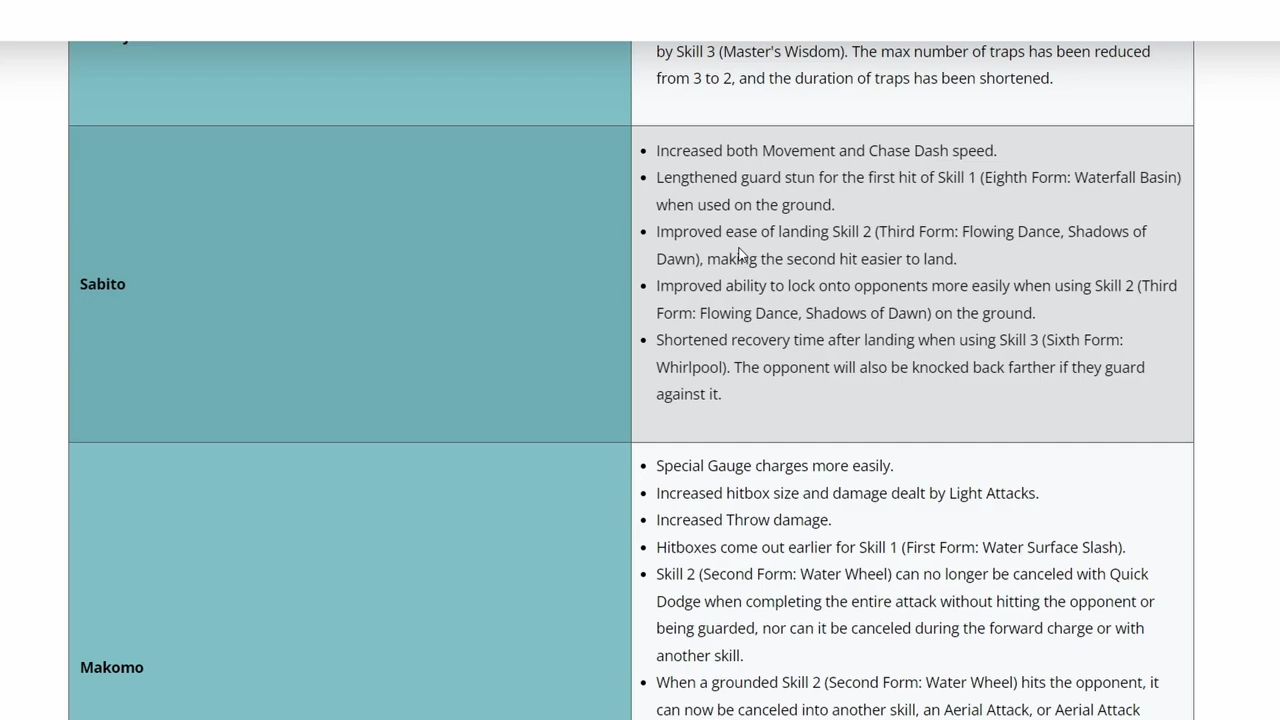 by Skill 3 (Master's Wisdom). The max number of traps has been reduced
from 3 to 2, and the duration of traps has been shortened.
Sabito
Increased both Movement and Chase Dash speed.
Lengthened guard stun for the first hit of Skill 1 (Eighth Form: Waterfall Basin)
when used on the ground.
Improved ease of landing Skill 2 (Third Form: Flowing Dance, Shadows of
Dawn), making the second hit easier to land.
Improved ability to lock onto opponents more easily when using Skill 2 (Third
Form: Flowing Dance, Shadows of Dawn) on the ground.
Shortened recovery time after landing when using Skill 3 (Sixth Form:
Whirlpool). The opponent will also be knocked back farther if they guard
against it.
Makomo
Special Gauge charges more easily.
Increased hitbox size and damage dealt by Light Attacks.
Increased Throw damage.
Hitboxes come out earlier for Skill 1 (First Form: Water Surface Slash).
Skill 2 (Second Form: Water Wheel) can no longer be canceled with Quick
Dodge when completing the entire attack without hitting the opponent or
being guarded, nor can it be canceled during the forward charge or with
another skill.
When a grounded Skill 2 (Second Form: Water Wheel) hits the opponent, it
can now be canceled into another skill, an Aerial Attack, or Aerial Attack